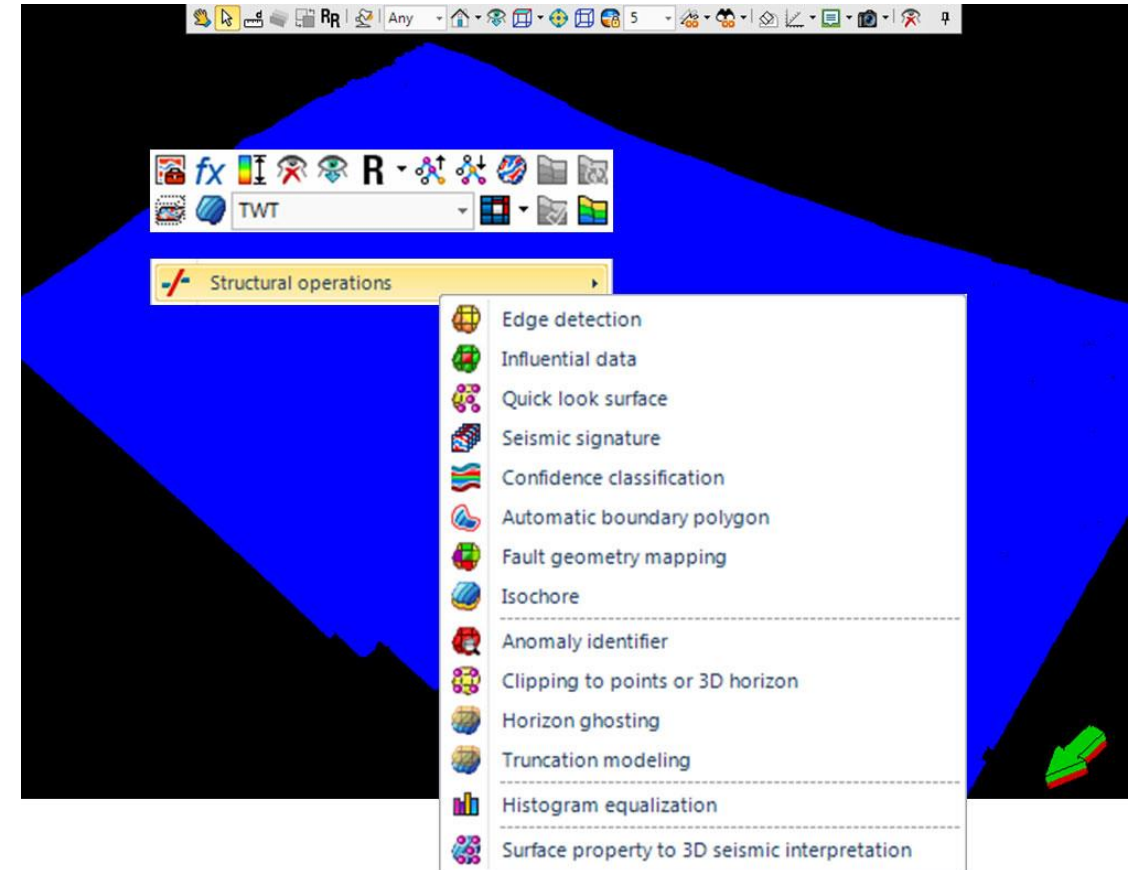 RR Any 5
fx R
TWT
Structural operations
Edge detection
Influential data
Quick look surface
Seismic signature
Confidence classification
Automatic boundary polygon
Fault geometry mapping
Isochore
Anomaly identifier
Clipping to points or 3D horizon
Horizon ghosting
Truncation modeling
Histogram equalization
Surface property to 3D seismic interpretation